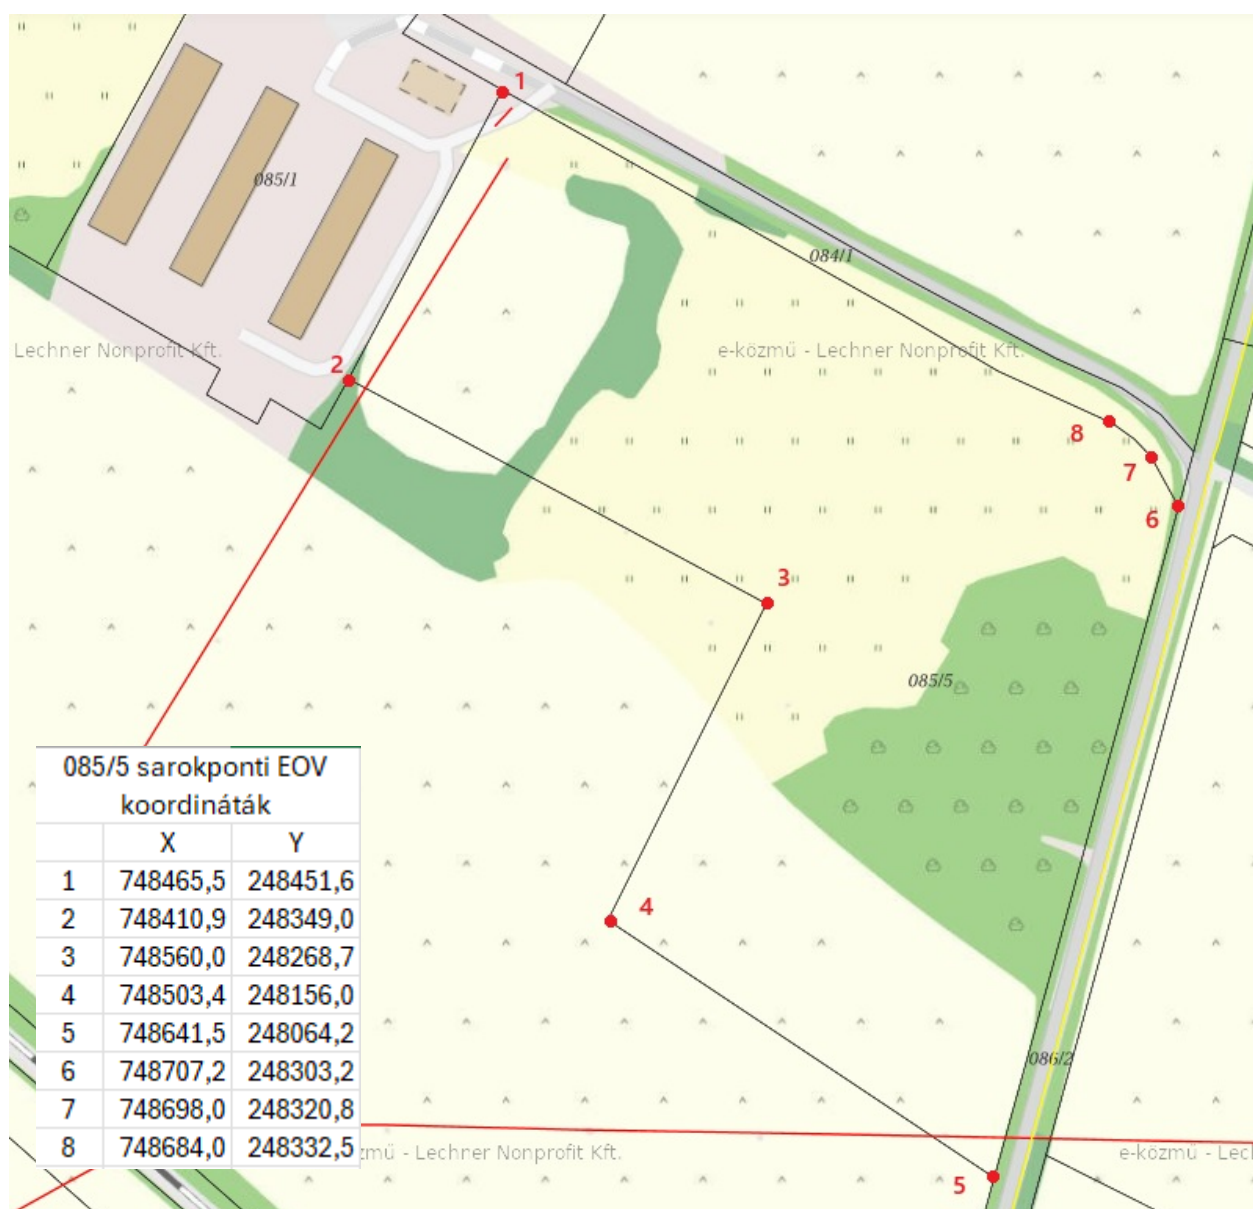 1
085/1
084/1
Lechner Nonprofit Kft.
e-közmű - Lechner Nonprofit Kft.
2
8
7
6
3
085/5
4
085/5 sarokponti EOV
koordináták
X Y
1 748465,5 248451,6
2 748410,9 248349,0
3 748560,0 248268,7
4 748503,4 248156,0
5 748641,5 248064,2
6 748707,2 248303,2
7 748698,0 248320,8
8 748684,0 248332,5
086/2
zmű - Lechner Nonprofit Kft.
e-közmű - Lech
5